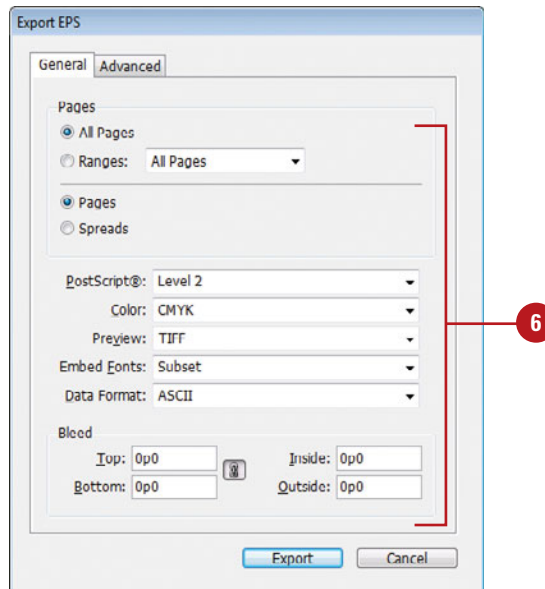 Export EPS
General Advanced
Pages
All Pages
Ranges: All Pages
Pages
Spreads
PostScript®: Level 2
Color: CMYK
Preview: TIFF
Embed Fonts: Subset
Data Format: ASCII
6
Bleed
Top: 0p0 Inside: 0p0
Bottom: 0p0 Outside: 0p0
Export Cancel